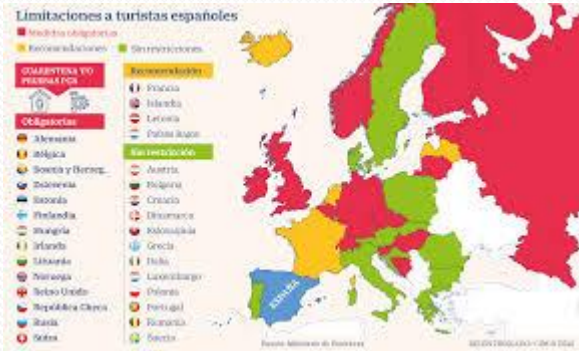 Limitaciones a turistas españoles
Medidas obligatorias
Recomendaciones
Sin restricciones
CUARENTENA Y/O
PRUEBAS PCR
Obligatorias
Alemania
Bélgica
Bosnia y Herzeg.
Estonia
Finlandia
Hungría
Irlanda
Lituania
Noruega
Reino Unido
República Checa
Rusia
Suiza
Recomendación
Francia
Islandia
Letonia
Países Bajos
Sin restricción
Austria
Bulgaria
Croacia
Dinamarca
Eslovaquia
Grecia
Italia
Luxemburgo
Polonia
Portugal
Rumanía
Suecia
ESPAÑA